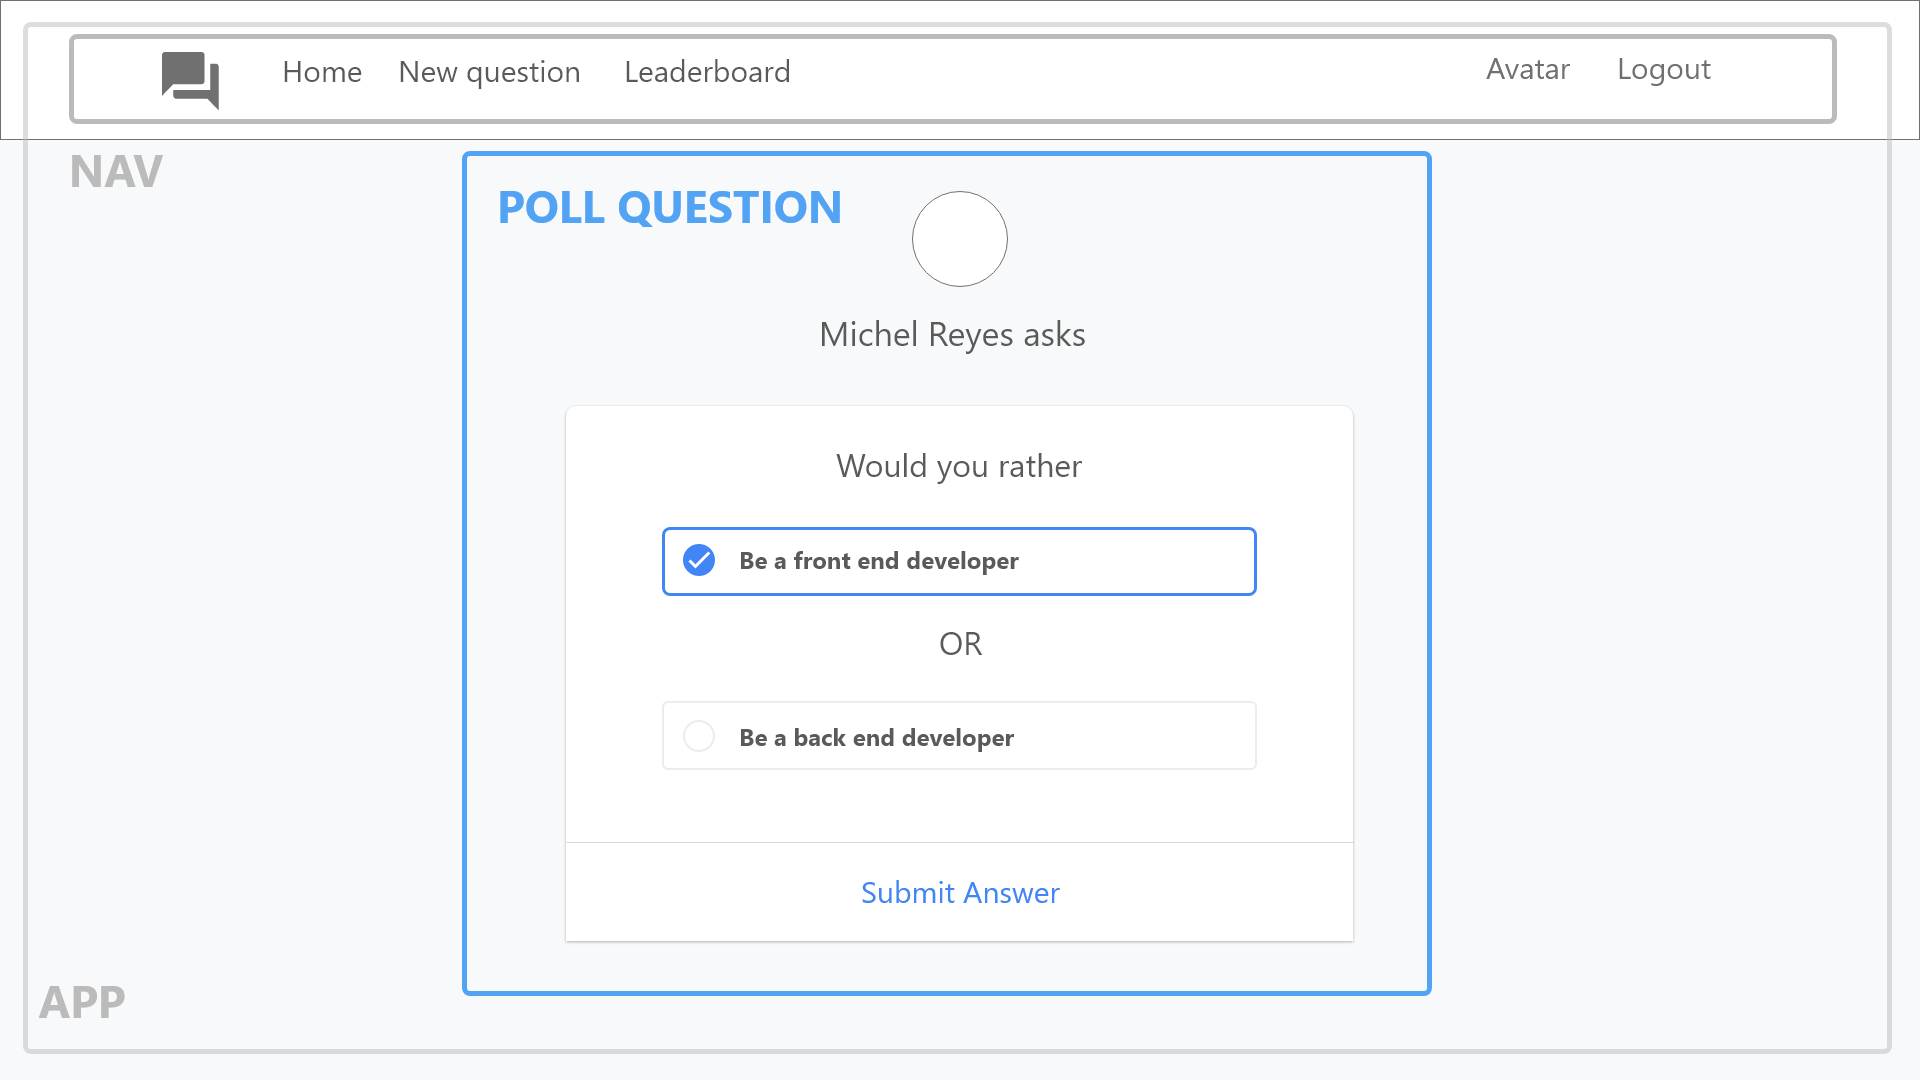 Home New question Leaderboard Avatar Logout
NAV
POLL QUESTION
Michel Reyes asks
Would you rather
Be a front end developer
OR
Be a back end developer
Submit Answer
APP